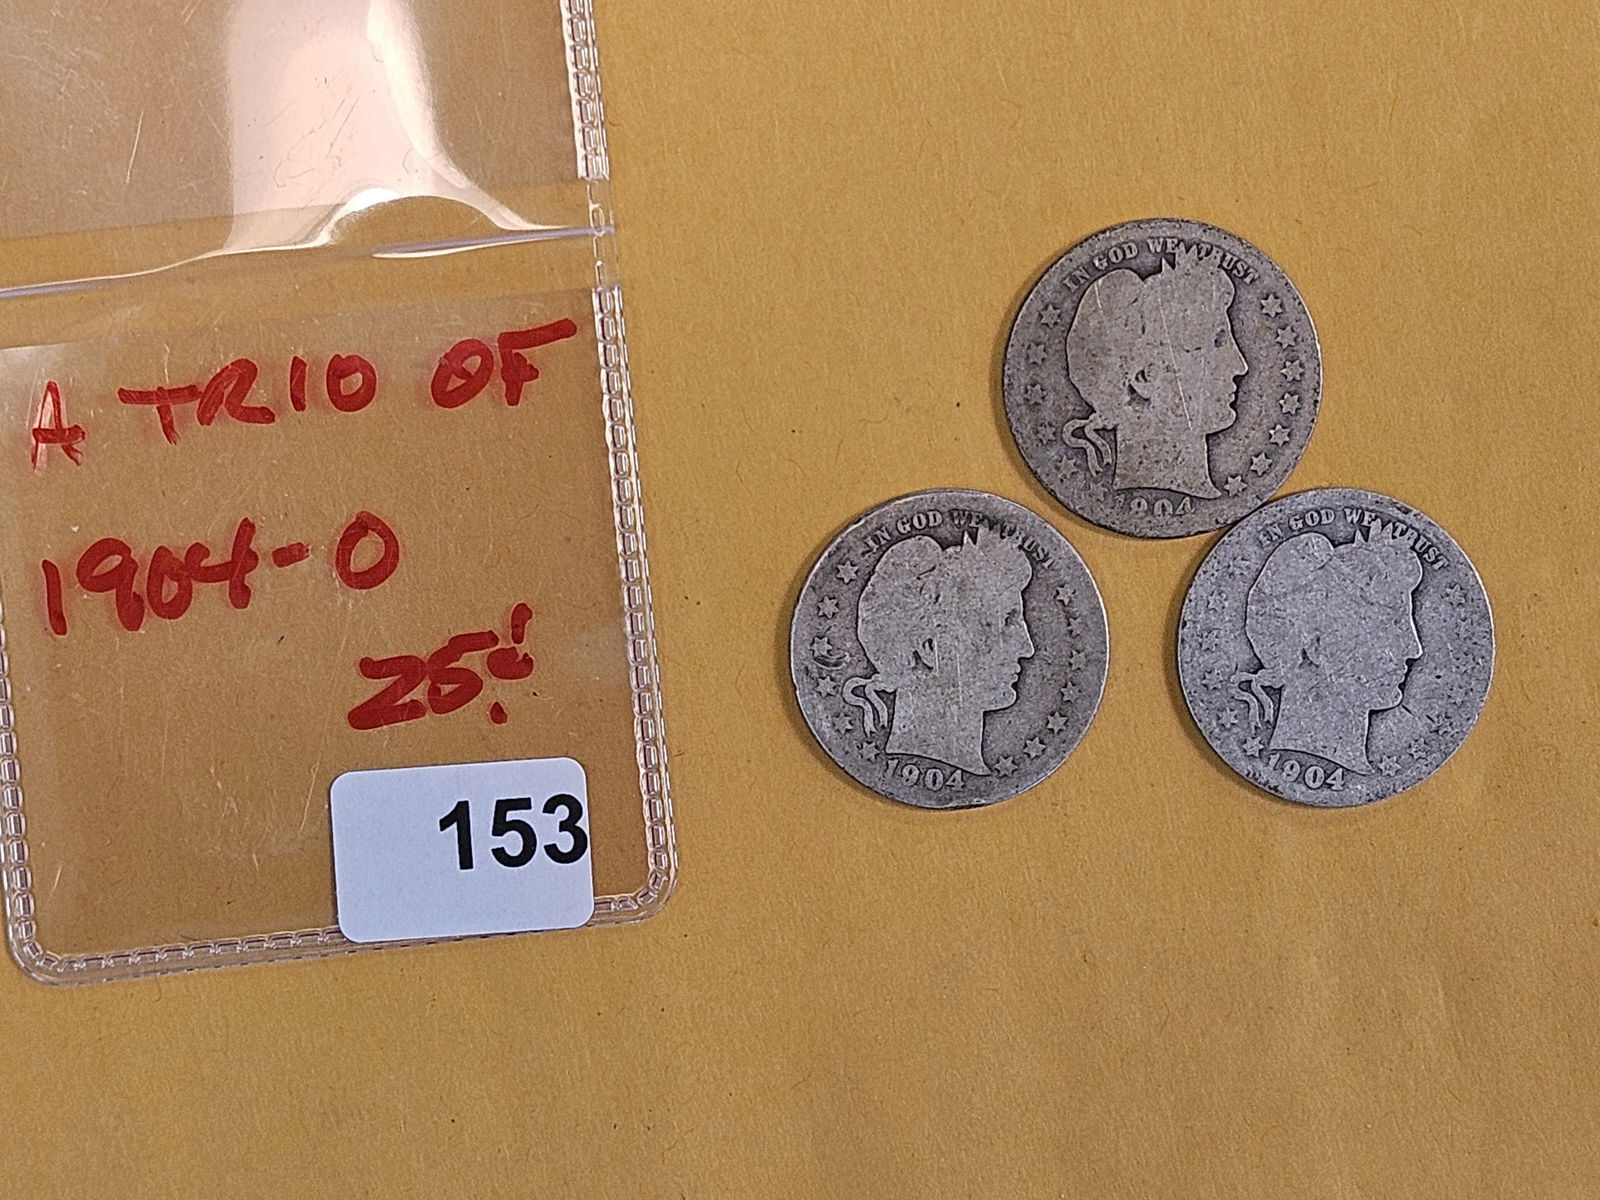 A TRIO OF
1904-O
25¢!
153
IN GOD WE TRUST
1904
IN GOD WE TRUST
1904
IN GOD WE TRUST
1904